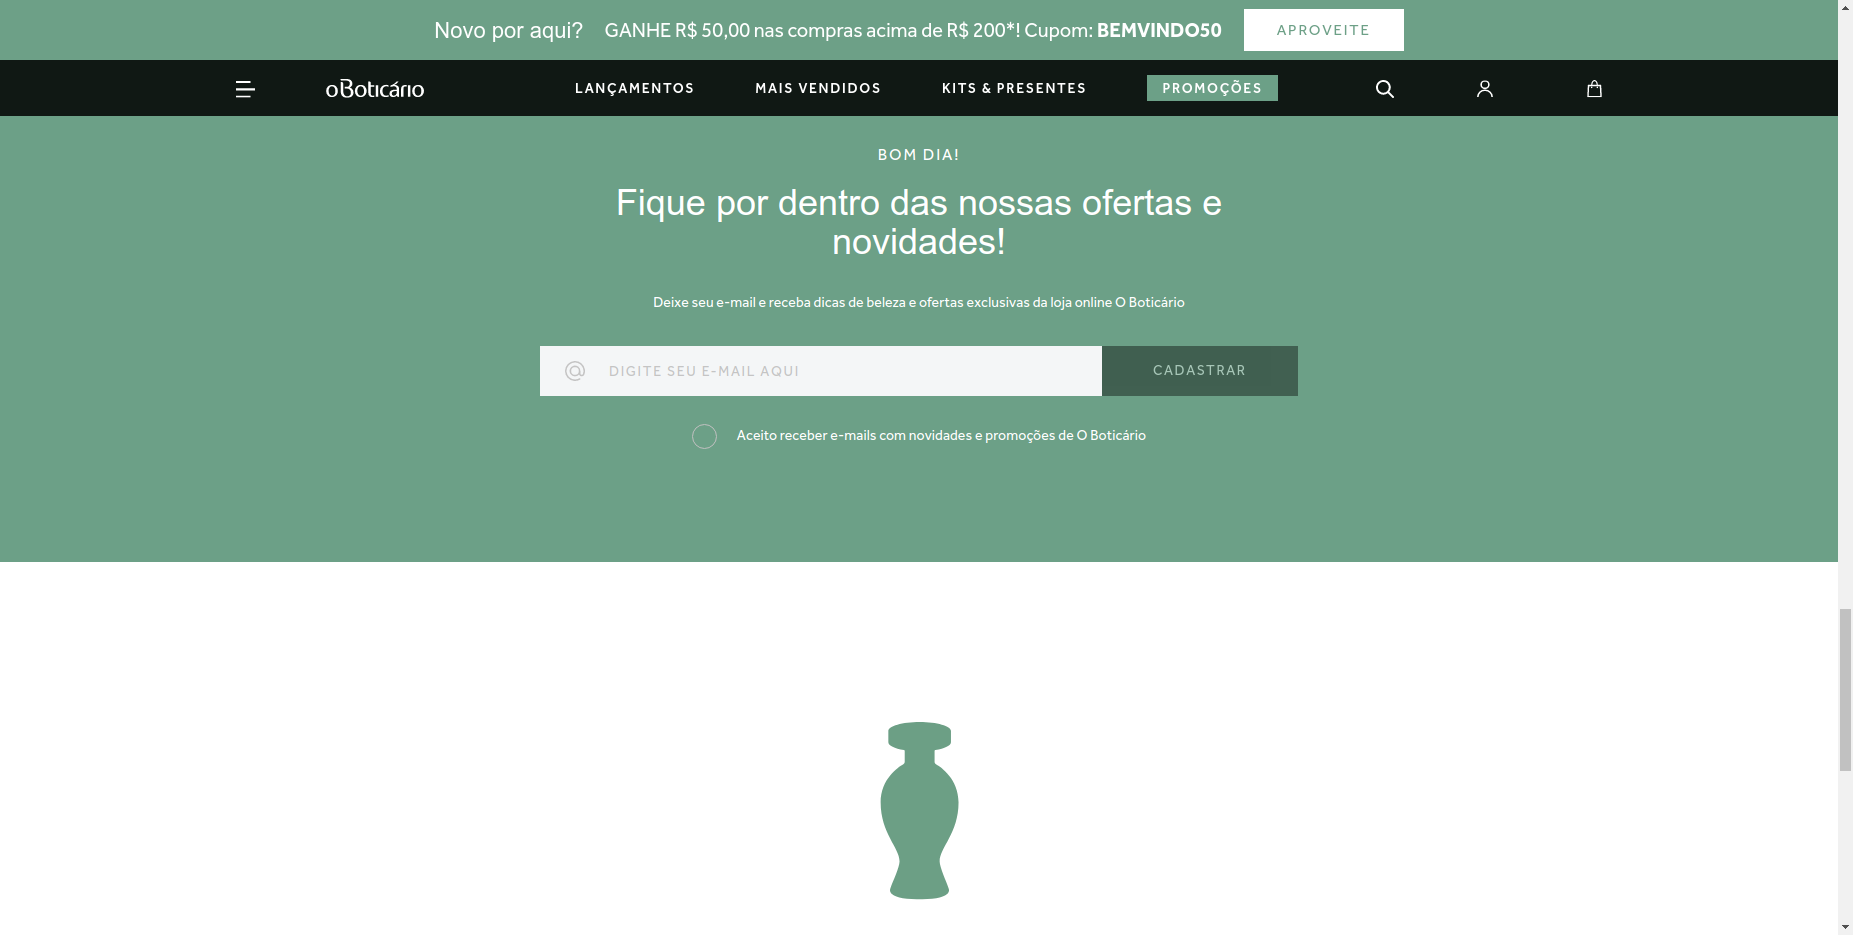 Novo por aqui? GANHE R$ 50,00 nas compras acima de R$ 200*! Cupom: BEMVINDO50 APROVEITE
oBoticário LANÇAMENTOS MAIS VENDIDOS KITS & PRESENTES PROMOÇÕES
BOM DIA!
Fique por dentro das nossas ofertas e
novidades!
Deixe seu e-mail e receba dicas de beleza e ofertas exclusivas da loja online O Boticário
DIGITE SEU E-MAIL AQUI CADASTRAR
Aceito receber e-mails com novidades e promoções de O Boticário